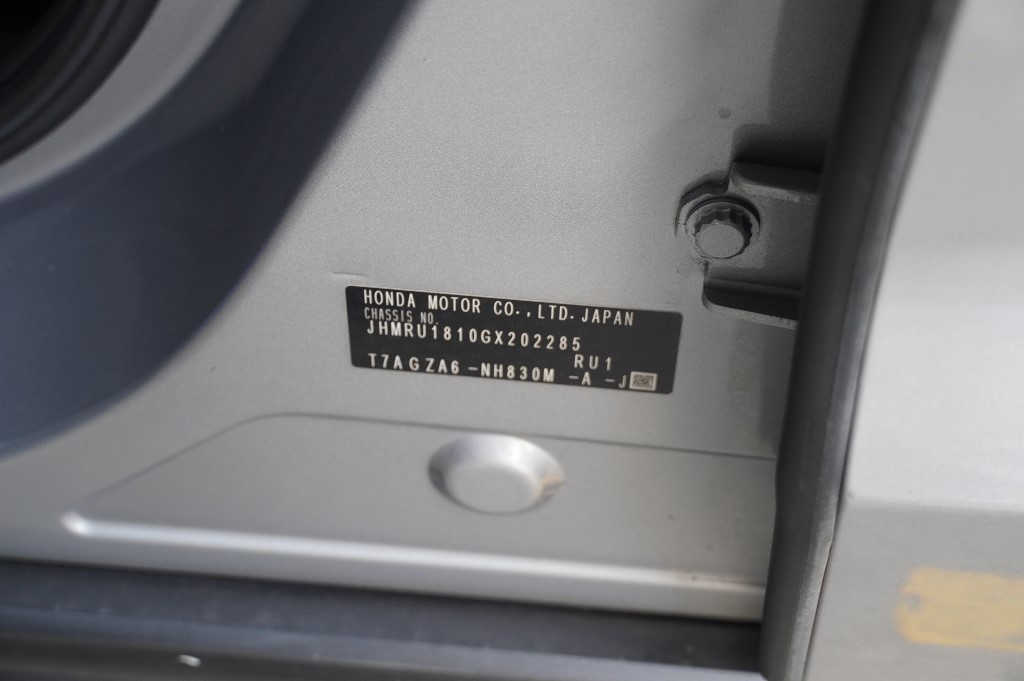 HONDA MOTOR CO.,LTD. JAPAN
CHASSIS NO.
JHMRU1810GX202285
RU1
T7AGZA6-NH830M -A -J